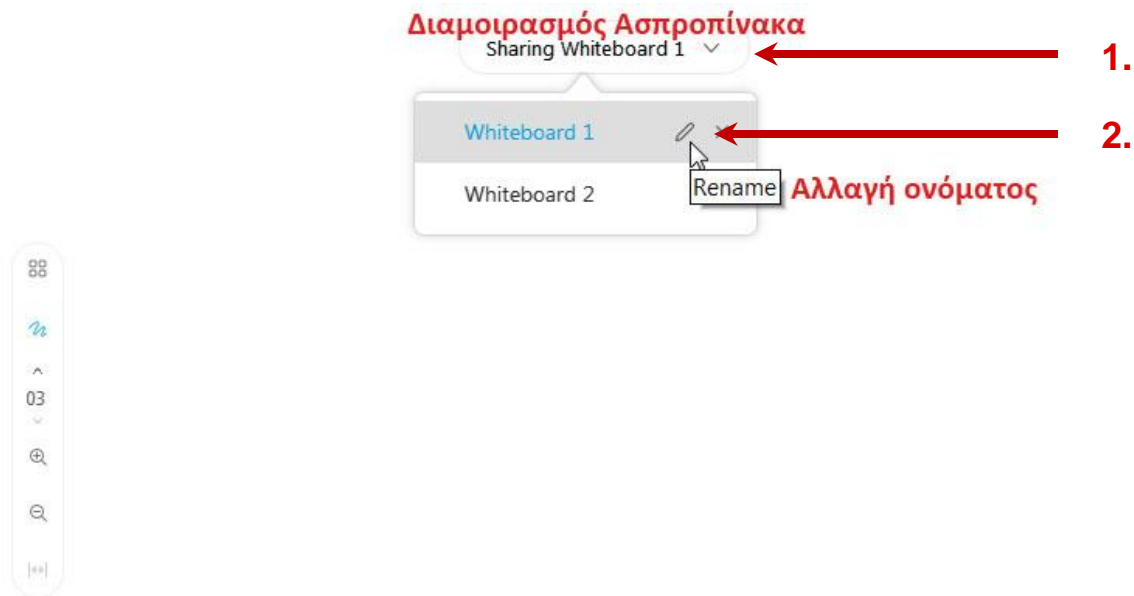 Διαμοιρασμός Ασπροπίνακα
Sharing Whiteboard 1
1.
Whiteboard 1
2.
Rename Αλλαγή ονόματος
Whiteboard 2
03